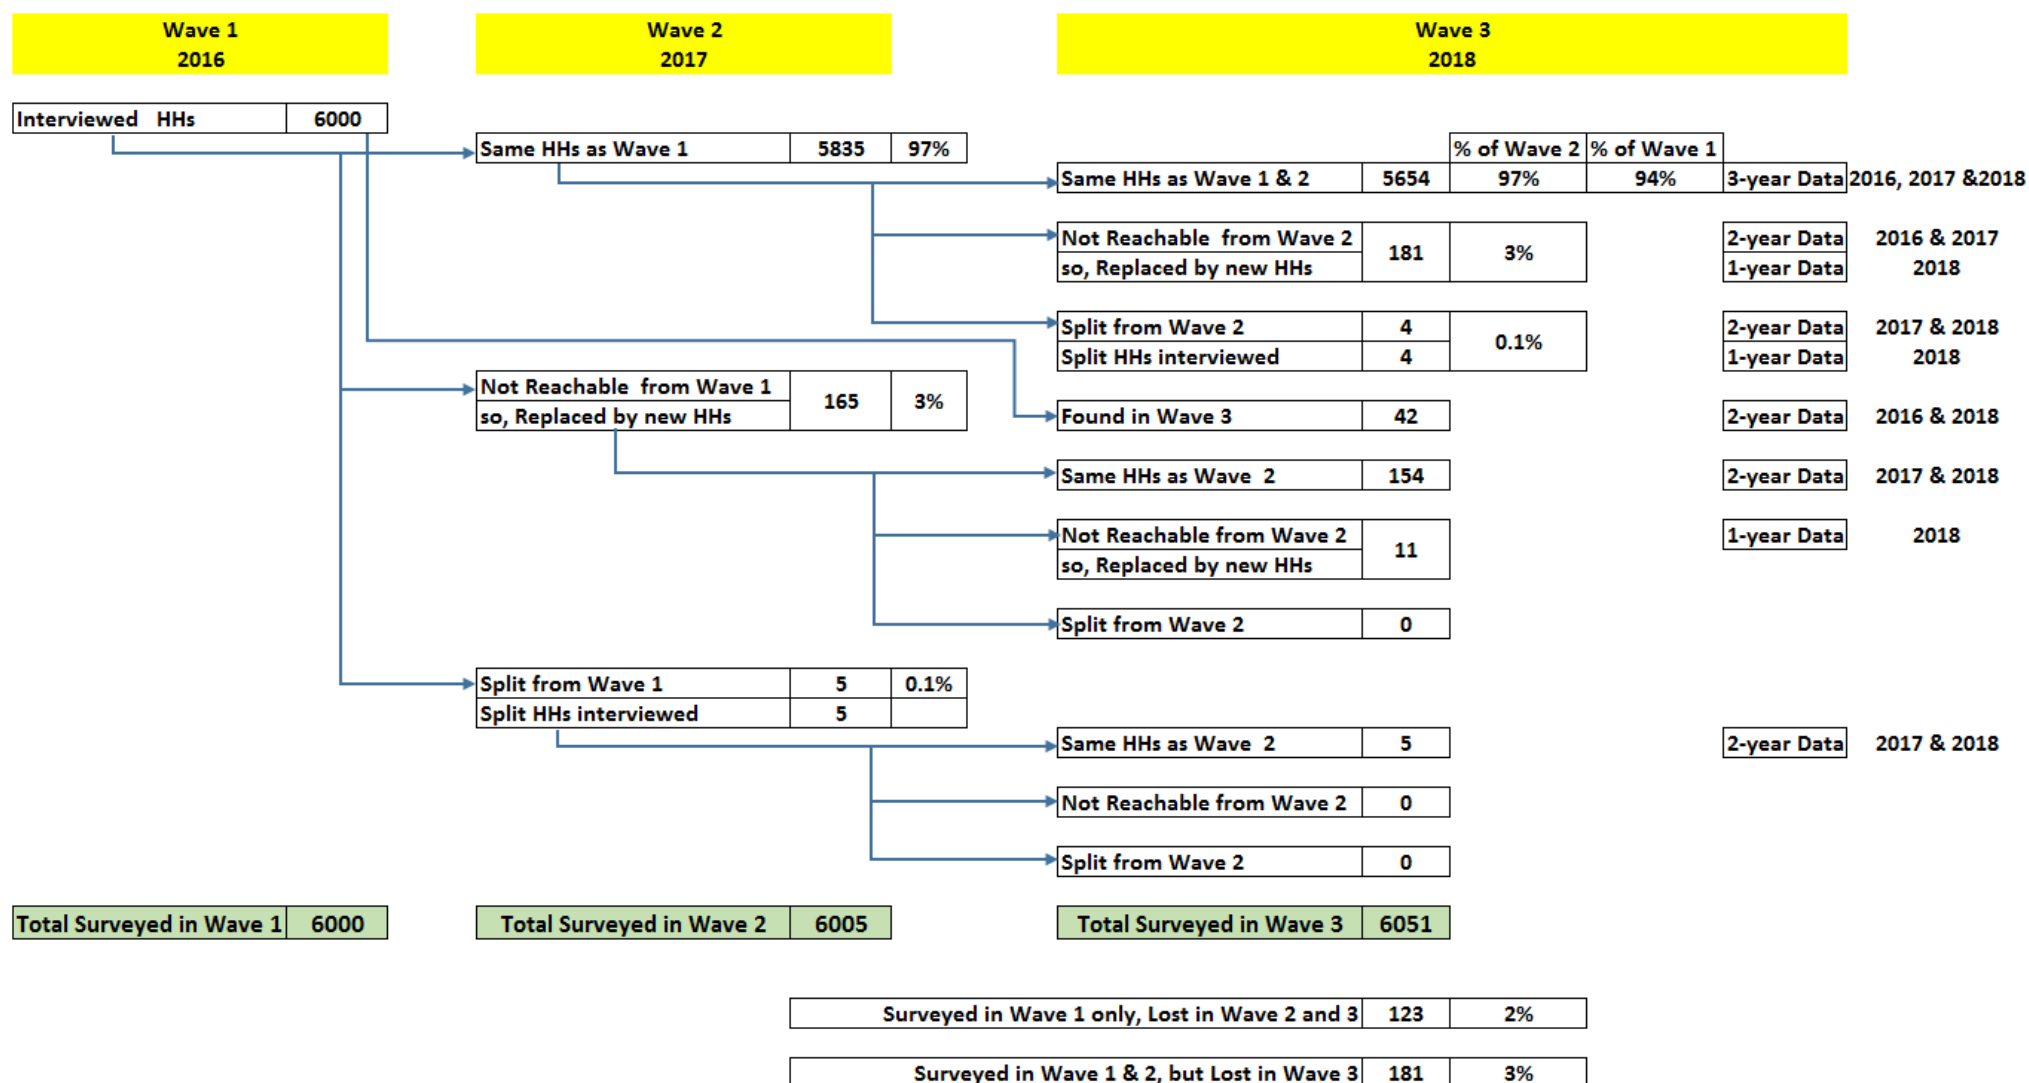 Wave 1
2016
Wave 2
2017
Wave 3
2018
Interviewed HHs 6000
Same HHs as Wave 1 5835 97%
% of Wave 2 % of Wave 1
Same HHs as Wave 1 & 2 5654 97% 94% 3-year Data 2016, 2017 &2018
Not Reachable from Wave 2 2-year Data 2016 & 2017
181 3%
so, Replaced by new HHs 1-year Data 2018
Split from Wave 2 4 2-year Data 2017 & 2018
0.1%
Split HHs interviewed 4 1-year Data 2018
Not Reachable from Wave 1
165 3%
so, Replaced by new HHs
Found in Wave 3 42 2-year Data 2016 & 2018
Same HHs as Wave 2 154 2-year Data 2017 & 2018
Not Reachable from Wave 2 1-year Data 2018
11
so, Replaced by new HHs
Split from Wave 2 0
Split from Wave 1 5 0.1%
Split HHs interviewed 5
Same HHs as Wave 2 5 2-year Data 2017 & 2018
Not Reachable from Wave 2 0
Split from Wave 2 0
Total Surveyed in Wave 1 6000
Total Surveyed in Wave 2 6005
Total Surveyed in Wave 3 6051
Surveyed in Wave 1 only, Lost in Wave 2 and 3 123 2%
Surveyed in Wave 1 & 2, but Lost in Wave 3 181 3%